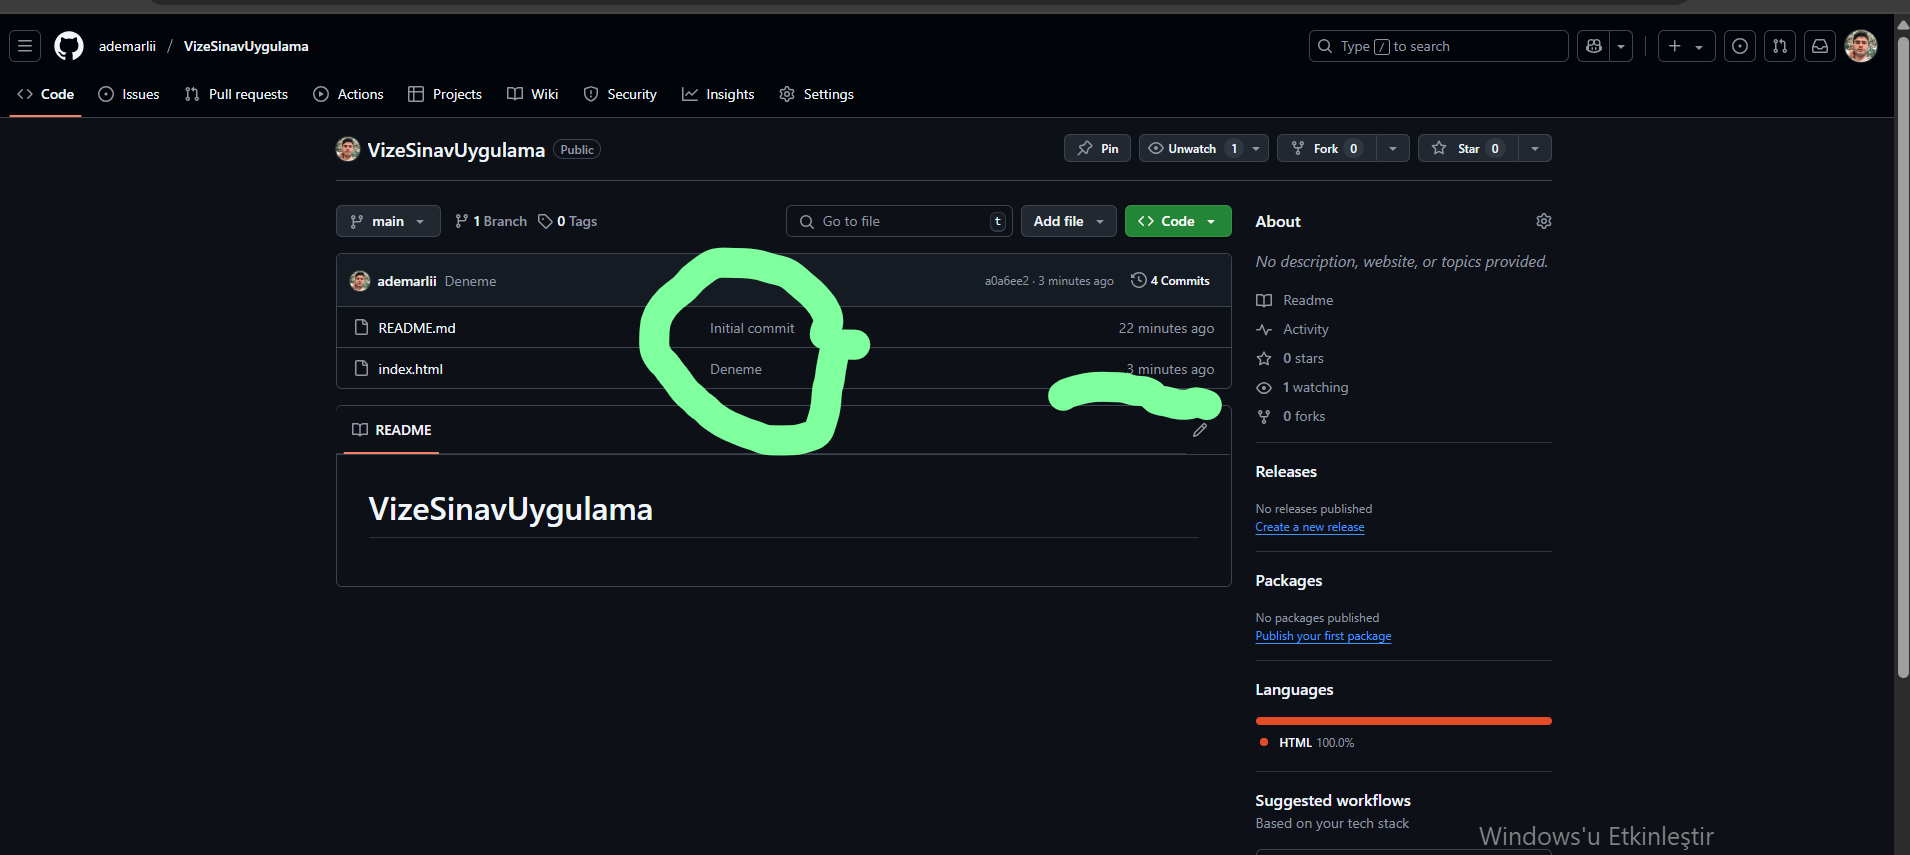 ademarlii / VizeSinavUygulama
Type / to search
Code Issues Pull requests Actions Projects Wiki Security Insights Settings
VizeSinavUygulama Public
Pin Unwatch 1 Fork 0 Star 0
main 1 Branch 0 Tags Go to file t Add file Code
ademarlii Deneme a0a6ee2 · 3 minutes ago 4 Commits
README.md Initial commit 22 minutes ago
index.html Deneme 3 minutes ago
README
VizeSinavUygulama
About
No description, website, or topics provided.
Readme
Activity
0 stars
1 watching
0 forks
Releases
No releases published
Create a new release
Packages
No packages published
Publish your first package
Languages
HTML 100.0%
Suggested workflows
Based on your tech stack
Windows'u Etkinleştir